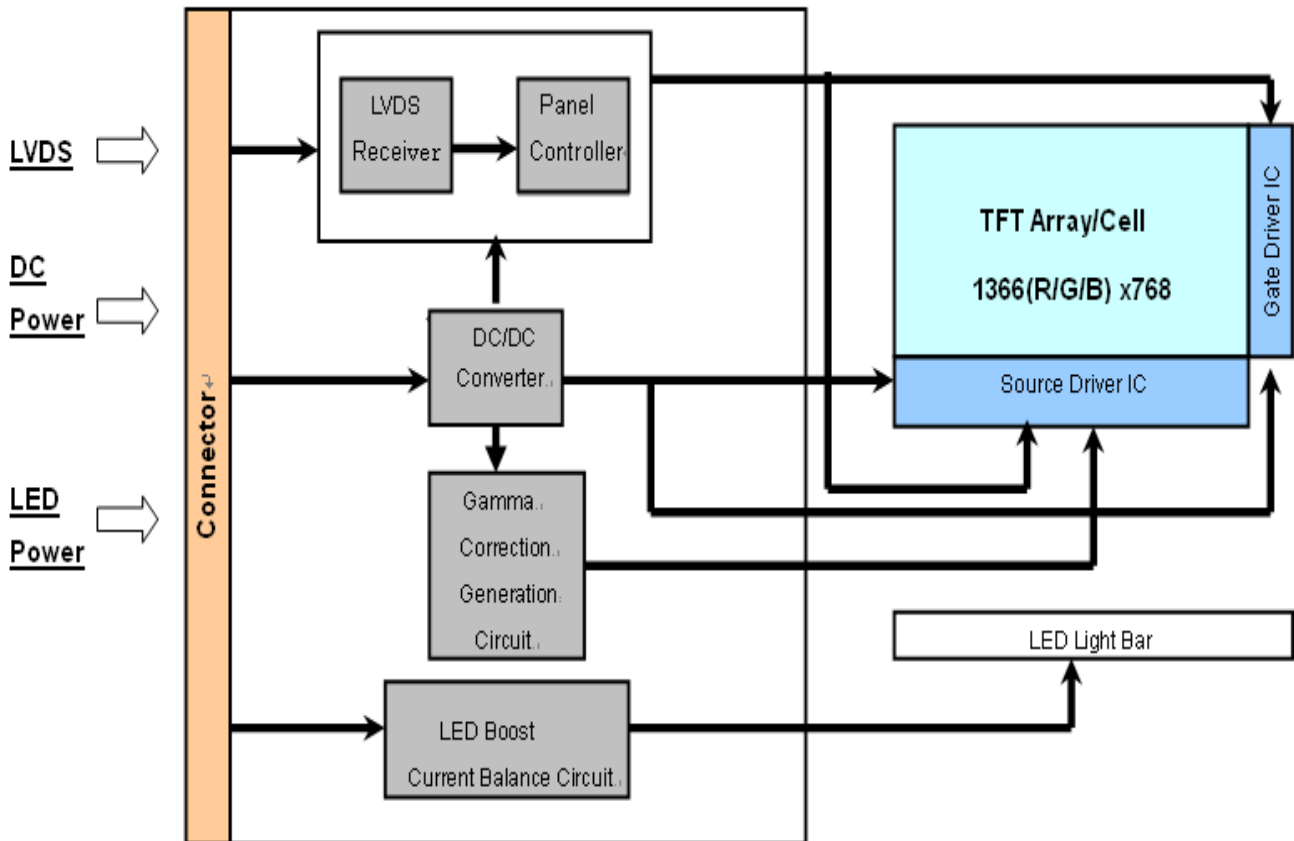 LVDS
DC
Power
LED
Power
Connector
LVDS
Receiver
Panel
Controller
DC/DC
Converter
Gamma
Correction
Generation
Circuit
LED Boost
Current Balance Circuit
TFT Array/Cell
1366(R/G/B) x768
Gate Driver IC
Source Driver IC
LED Light Bar